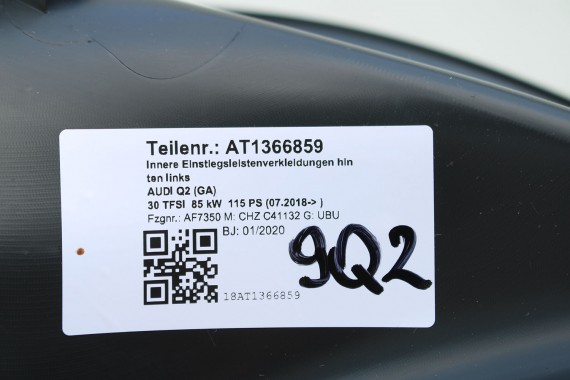 Teilenr.: AT1366859
Innere Einstiegsleistenverkleidungen hin
ten links
AUDI Q2 (GA)
30 TFSI 85 kW 115 PS (07.2018-> )
Fzgnr.: AF7350 M: CHZ C41132 G: UBU
BJ: 01/2020
9Q2
18AT1366859